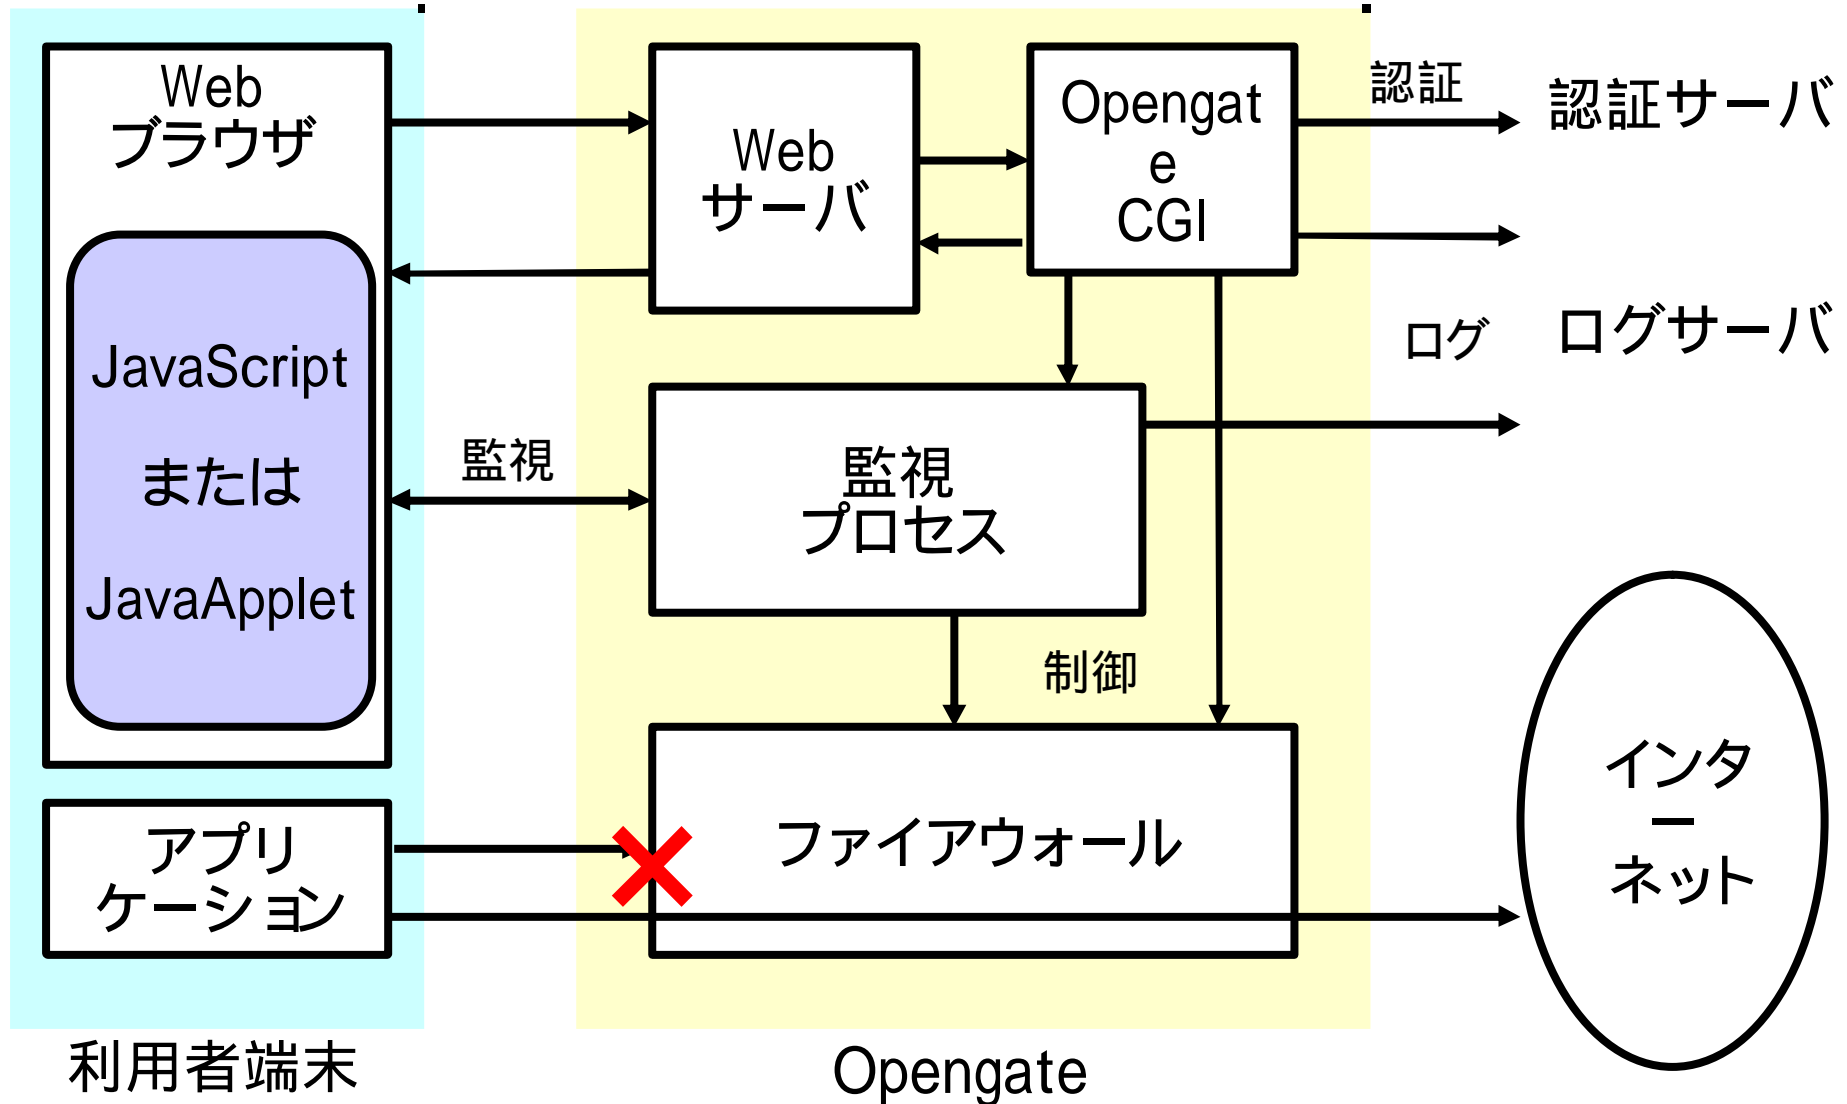 Web
ブラウザ
JavaScript
または
JavaApplet
アプリ
ケーション
利用者端末
監視
Web
サーバ
Opengat
e
CGI
監視
プロセス
制御
ファイアウォール
Opengate
認証
認証サーバ
ログ
ログサーバ
インタ
ー
ネット